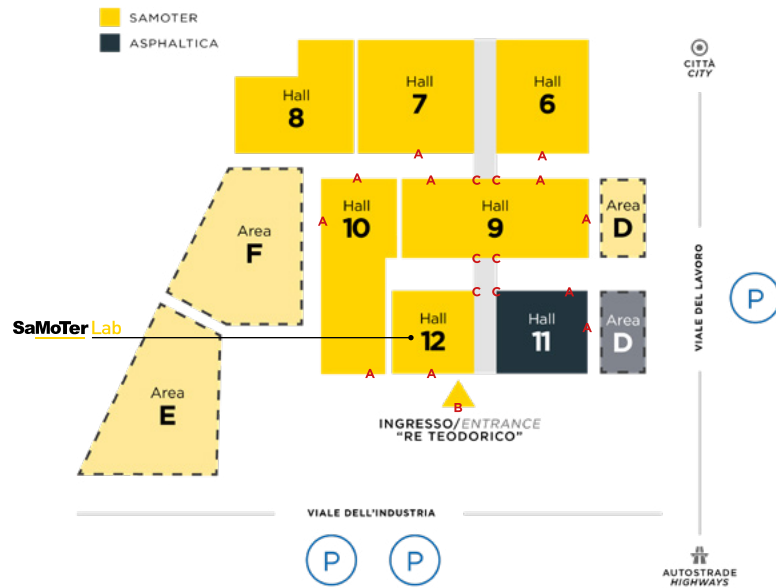 SAMOTER
ASPHALTICA
Hall
8
Hall
7
Hall
6
CITTÀ
CITY
A
A
A
A
C
C
A
Hall
10
A
Hall
9
A
Area
D
Area
F
C
C
C
C
A
SaMoTer Lab
Hall
12
Hall
11
A
Area
D
VIALE DEL LAVORO
P
Area
E
A
A
B
INGRESSO/ENTRANCE
“RE TEODORICO”
VIALE DELL'INDUSTRIA
P
P
AUTOSTRADE
HIGHWAYS